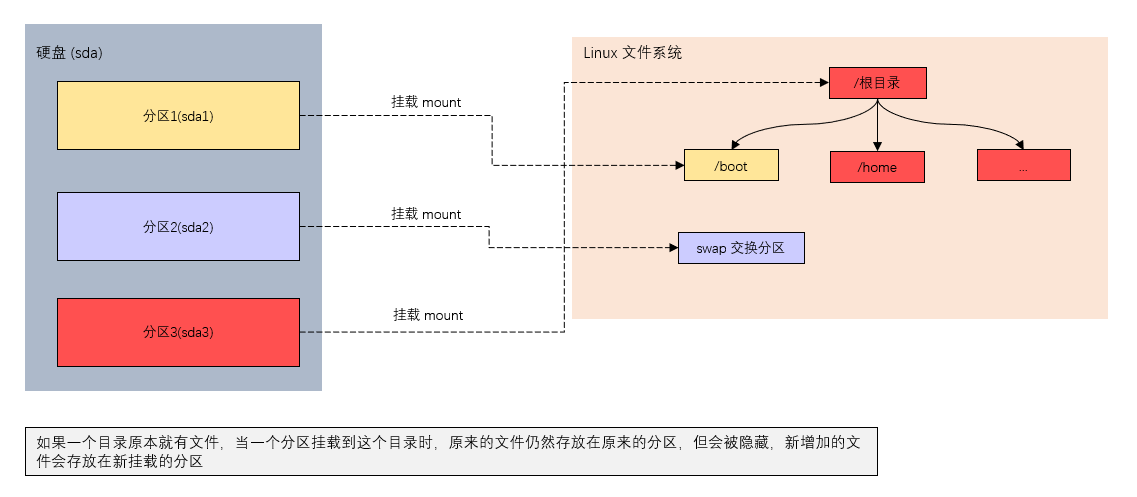 硬盘 (sda)
分区1(sda1)
分区2(sda2)
分区3(sda3)
挂载 mount
挂载 mount
挂载 mount
Linux 文件系统
/根目录
/boot
/home
...
swap 交换分区
如果一个目录原本就有文件，当一个分区挂载到这个目录时，原来的文件仍然存放在原来的分区，但会被隐藏，新增加的文
件会存放在新挂载的分区